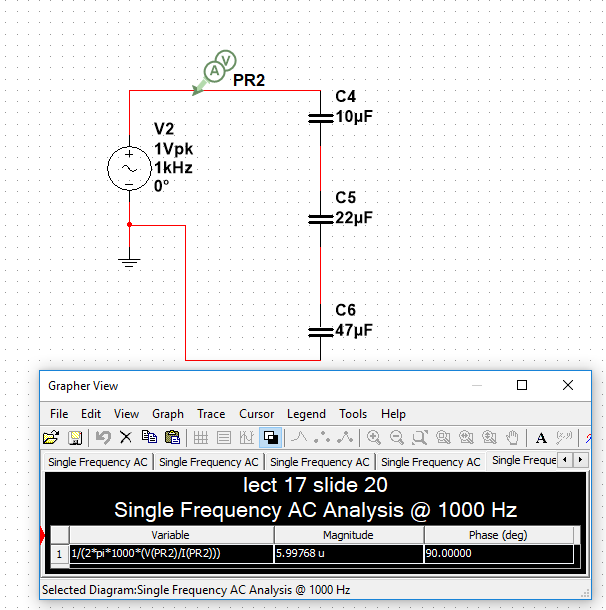 A V
PR2
C4
10µF
V2
1Vpk
1kHz
0°
C5
22µF
C6
47µF
Grapher View
File Edit View Graph Trace Cursor Legend Tools Help
A
Single Frequency AC Single Frequency AC Single Frequency AC Single Frequency AC Single Freque
lect 17 slide 20
Single Frequency AC Analysis @ 1000 Hz
Variable Magnitude Phase (deg)
1 1/(2*pi*1000*(V(PR2)/I(PR2))) 5.99768 u 90.00000
Selected Diagram:Single Frequency AC Analysis @ 1000 Hz